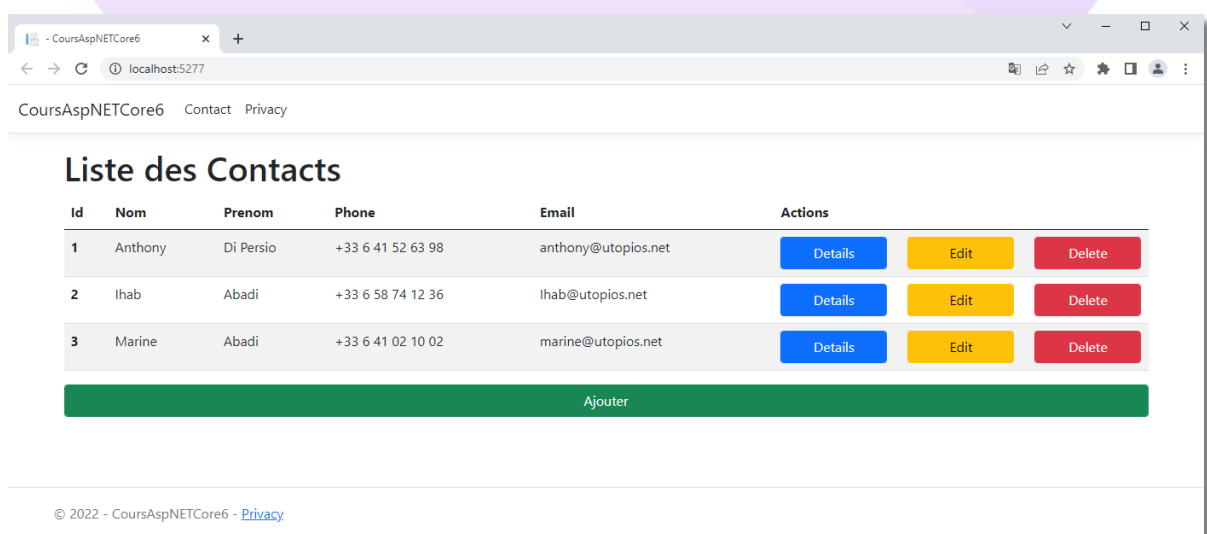 - CoursAspNETCore6
localhost:5277
CoursAspNETCore6 Contact Privacy
Liste des Contacts
Id Nom Prenom Phone Email Actions
1 Anthony Di Persio +33 6 41 52 63 98 anthony@utopios.net Details Edit Delete
2 Ihab Abadi +33 6 58 74 12 36 Ihab@utopios.net Details Edit Delete
3 Marine Abadi +33 6 41 02 10 02 marine@utopios.net Details Edit Delete
Ajouter
© 2022 - CoursAspNETCore6 - Privacy